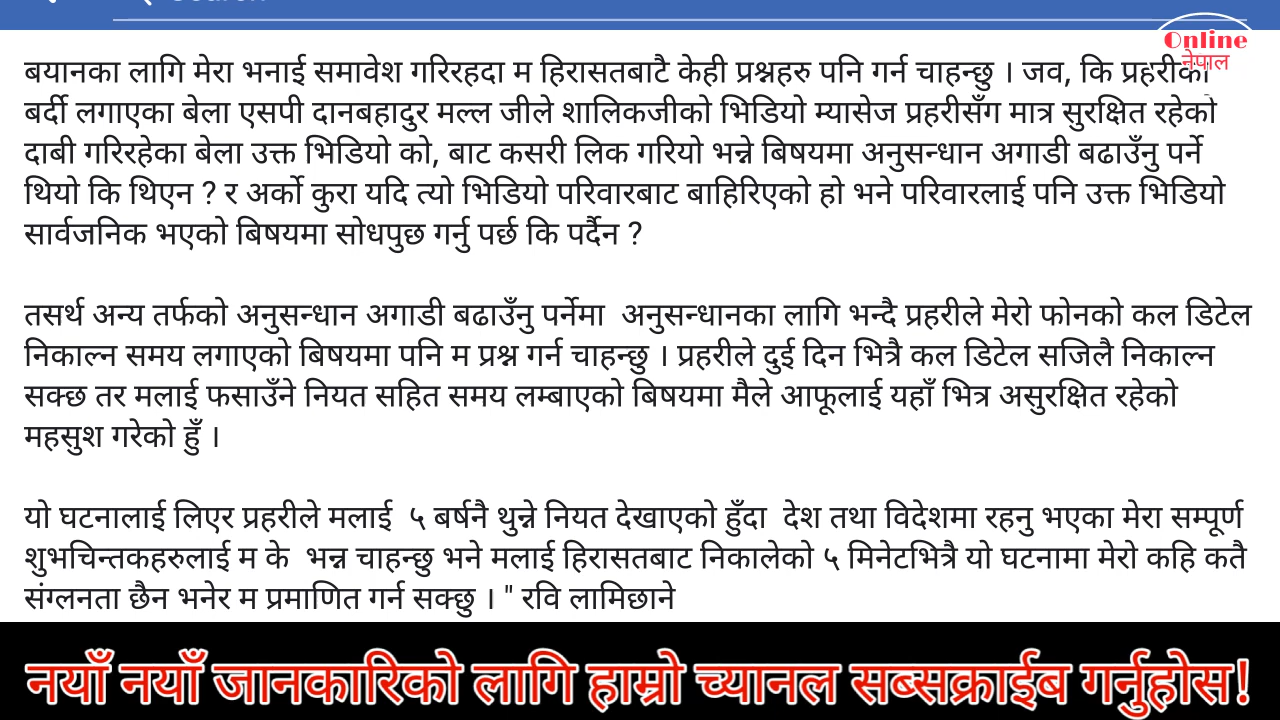 Online
नेपाल
बयानका लागि मेरा भनाई समावेश गरिरहदा म हिरासतबाटै केही प्रश्नहरु पनि गर्न चाहन्छु । जव, कि प्रहरीको
बर्दी लगाएका बेला एसपी दानबहादुर मल्ल जीले शालिकजीको भिडियो म्यासेज प्रहरीसँग मात्र सुरक्षित रहेको
दाबी गरिरहेका बेला उक्त भिडियो को, बाट कसरी लिक गरियो भन्ने बिषयमा अनुसन्धान अगाडी बढाउँनु पर्ने
थियो कि थिएन ? र अर्को कुरा यदि त्यो भिडियो परिवारबाट बाहिरिएको हो भने परिवारलाई पनि उक्त भिडियो
सार्वजनिक भएको बिषयमा सोधपुछ गर्नु पर्छ कि पर्दैन ?
तसर्थ अन्य तर्फको अनुसन्धान अगाडी बढाउँनु पर्नेमा अनुसन्धानका लागि भन्दै प्रहरीले मेरो फोनको कल डिटेल
निकाल्न समय लगाएको बिषयमा पनि म प्रश्न गर्न चाहन्छु । प्रहरीले दुई दिन भित्रै कल डिटेल सजिलै निकाल्न
सक्छ तर मलाई फसाउँने नियत सहित समय लम्बाएको बिषयमा मैले आफूलाई यहाँ भित्र असुरक्षित रहेको
महसुश गरेको हुँ ।
यो घटनालाई लिएर प्रहरीले मलाई ५ बर्षनै थुन्ने नियत देखाएको हुँदा देश तथा विदेशमा रहनु भएका मेरा सम्पूर्ण
शुभचिन्तकहरुलाई म के भन्न चाहन्छु भने मलाई हिरासतबाट निकालेको ५ मिनेटभित्रै यो घटनामा मेरो कहि कतै
संग्लनता छैन भनेर म प्रमाणित गर्न सक्छु । " रवि लामिछाने
नयाँ नयाँ जानकारिको लागि हाम्रो च्यानल सब्सक्राईब गर्नुहोस!